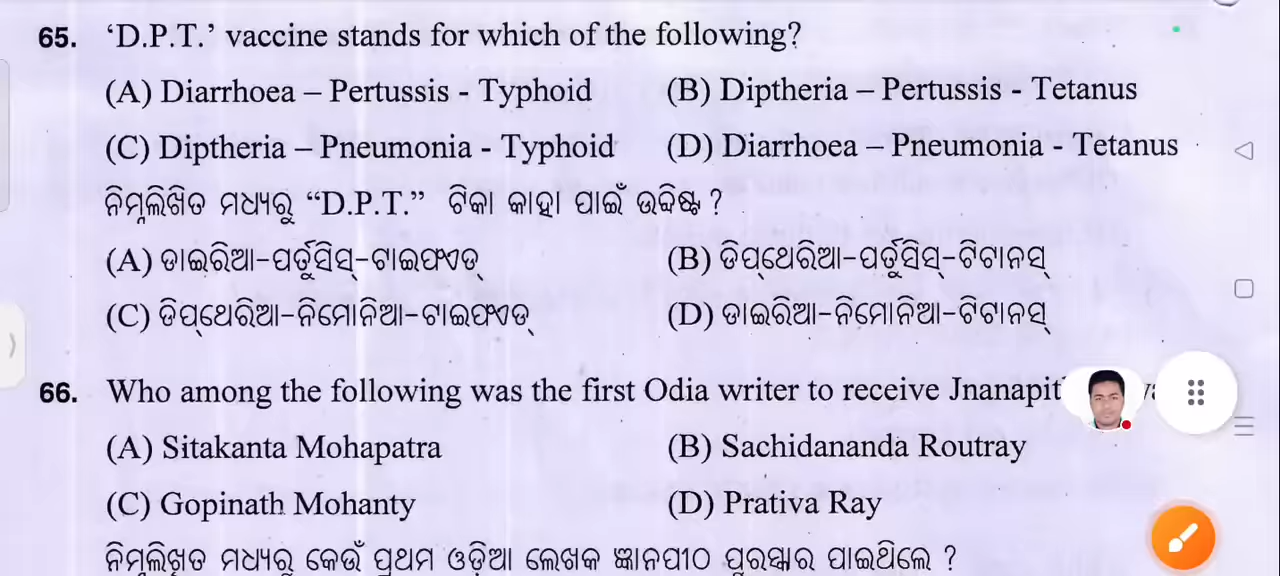 65. ‘D.P.T.’ vaccine stands for which of the following?
(A) Diarrhoea – Pertussis - Typhoid (B) Diptheria – Pertussis - Tetanus
(C) Diptheria – Pneumonia - Typhoid (D) Diarrhoea – Pneumonia - Tetanus
ନିମ୍ନଲିଖିତ ମଧ୍ୟରୁ “D.P.T.” ଟିକା କାହା ପାଇଁ ଉଦ୍ଦିଷ୍ଟ ?
(A) ଡାଇରିଆ-ପର୍ତୁସିସ୍-ଟାଇଫଏଡ୍ (B) ଡିପ୍‌ଥେରିଆ-ପର୍ତୁସିସ୍-ଟିଟାନସ୍
(C) ଡିପ୍‌ଥେରିଆ-ନିମୋନିଆ-ଟାଇଫଏଡ୍ (D) ଡାଇରିଆ-ନିମୋନିଆ-ଟିଟାନସ୍
66. Who among the following was the first Odia writer to receive Jnanapit
(A) Sitakanta Mohapatra (B) Sachidananda Routray
(C) Gopinath Mohanty (D) Prativa Ray
ନିମ୍ନଲିଖିତ ମଧ୍ୟରୁ କେଉଁ ପ୍ରଥମ ଓଡ଼ିଆ ଲେଖକ ଜ୍ଞାନପୀଠ ପୁରସ୍କାର ପାଇଥିଲେ ?